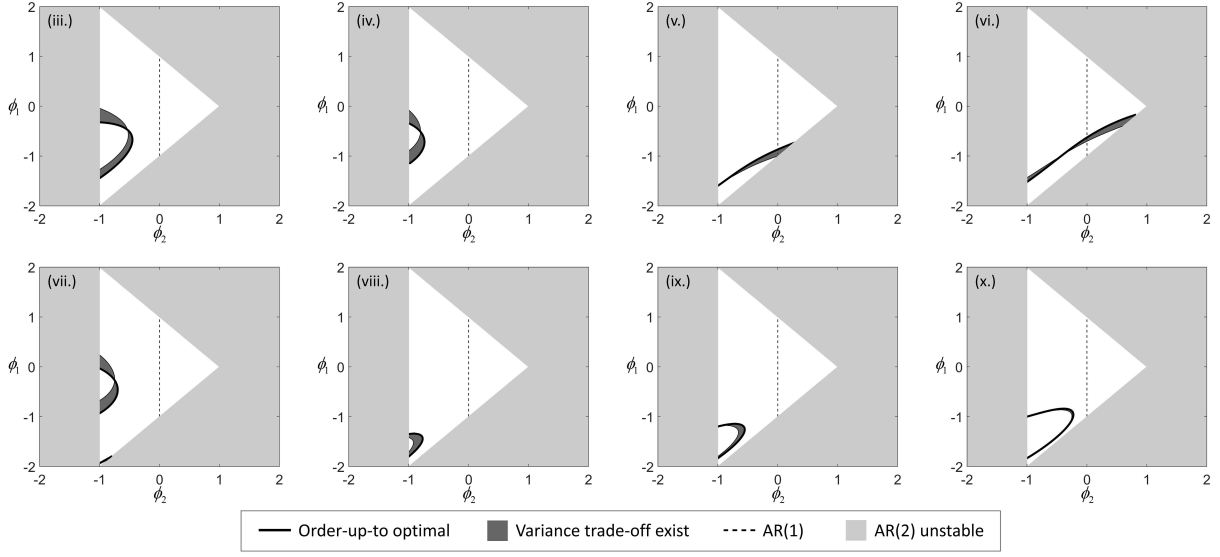 (iii.) (iv.) (v.) (vi.)
2 2 2 2
1 1 1 1
ϕ1 0 ϕ1 0 ϕ1 0 ϕ1 0
-1 -1 -1 -1
-2 -2 -2 -2
-2 -1 0 1 2 -2 -1 0 1 2 -2 -1 0 1 2 -2 -1 0 1 2
ϕ2 ϕ2 ϕ2 ϕ2
(vii.) (viii.) (ix.) (x.)
2 2 2 2
1 1 1 1
ϕ1 0 ϕ1 0 ϕ1 0 ϕ1 0
-1 -1 -1 -1
-2 -2 -2 -2
-2 -1 0 1 2 -2 -1 0 1 2 -2 -1 0 1 2 -2 -1 0 1 2
ϕ2 ϕ2 ϕ2 ϕ2
Order-up-to optimal Variance trade-off exist AR(1) AR(2) unstable